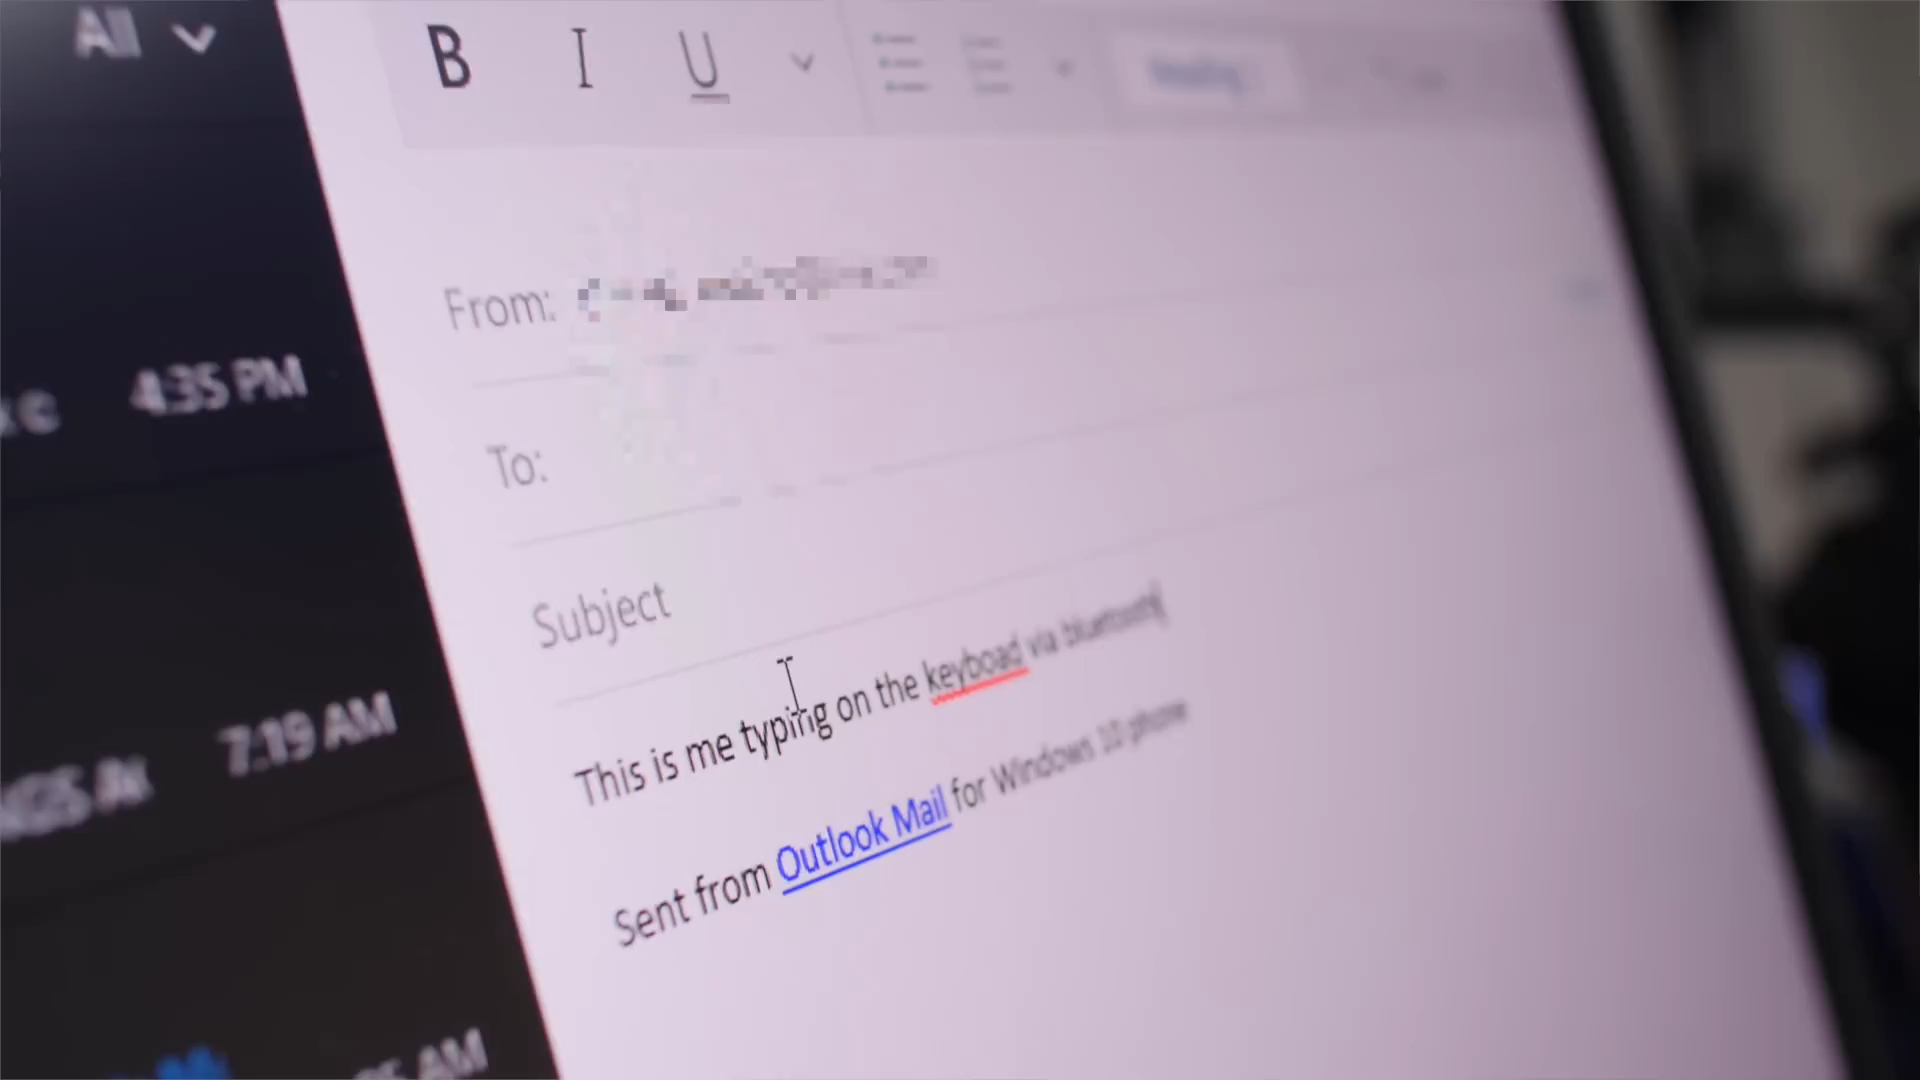 All
B I U
From:
4:35 PM
To:
Subject
This is me typing on the keyboad via bluetooth
7:19 AM
Sent from Outlook Mail for Windows 10 phone
AM